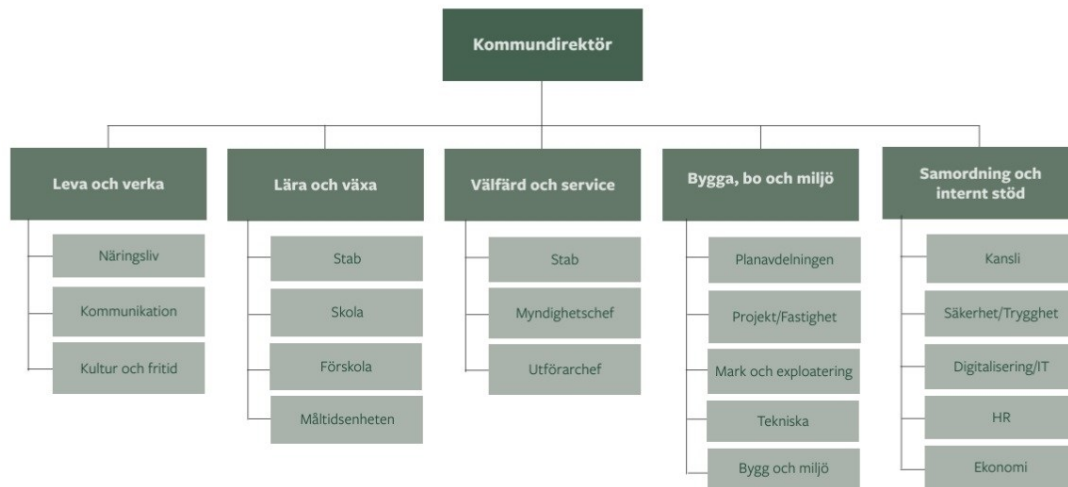 Kommundirektör
Leva och verka
Näringsliv
Kommunikation
Kultur och fritid
Lära och växa
Stab
Skola
Förskola
Måltidsenheten
Välfärd och service
Stab
Myndighetschef
Utförarchef
Bygga, bo och miljö
Planavdelningen
Projekt/Fastighet
Mark och exploatering
Tekniska
Bygg och miljö
Samordning och
internt stöd
Kansli
Säkerhet/Trygghet
Digitalisering/IT
HR
Ekonomi